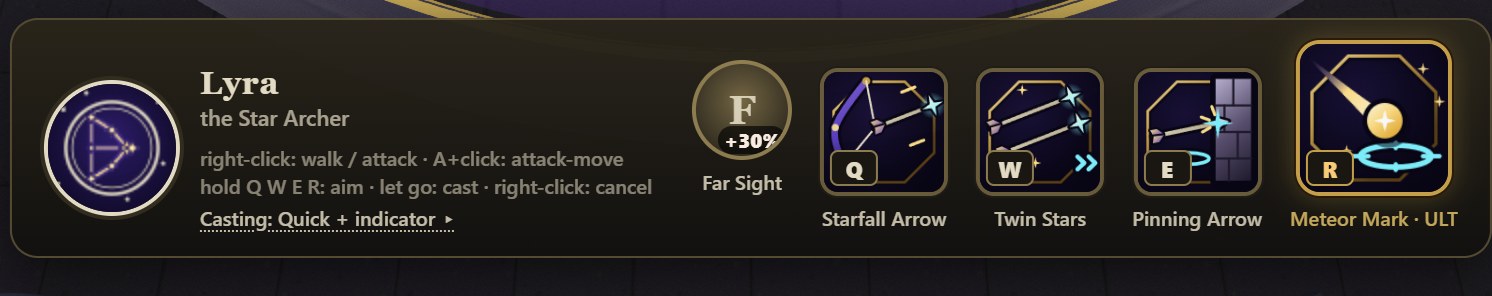 Lyra
the Star Archer
right-click: walk / attack · A+click: attack-move
hold Q W E R: aim · let go: cast · right-click: cancel
Casting: Quick + indicator ▸
F
+30%
Far Sight
Q
Starfall Arrow
W
Twin Stars
E
Pinning Arrow
R
Meteor Mark · ULT